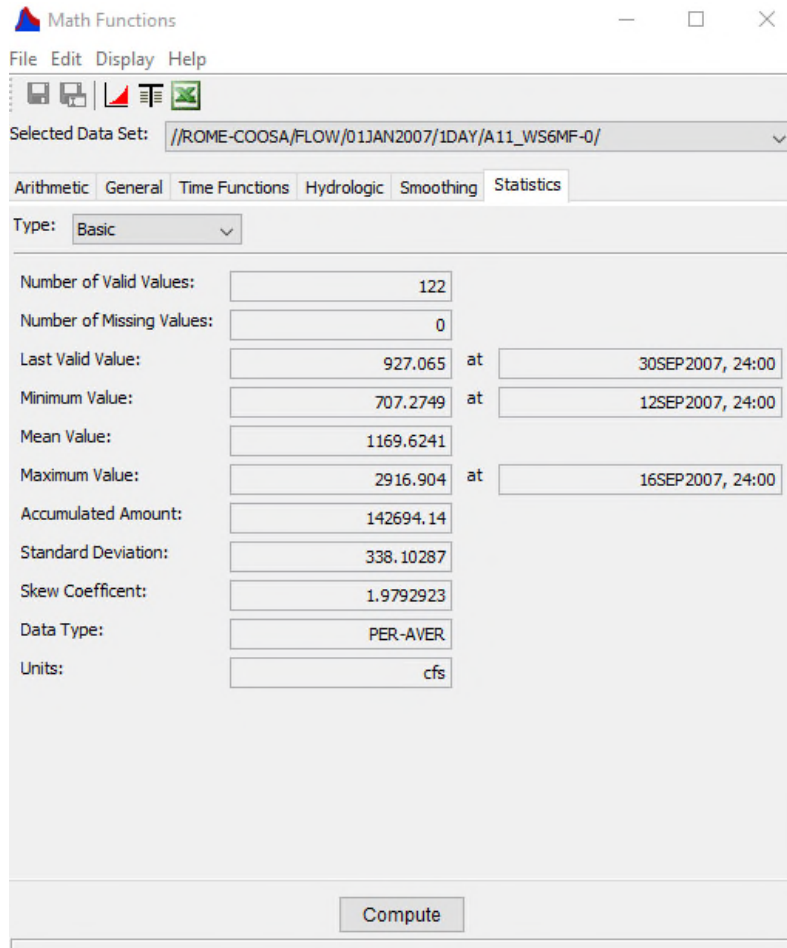 Math Functions
File Edit Display Help
Selected Data Set: //ROME-COOSA/FLOW/01JAN2007/1DAY/A11_WS6MF-0/
Arithmetic General Time Functions Hydrologic Smoothing Statistics
Type: Basic
Number of Valid Values: 122
Number of Missing Values: 0
Last Valid Value: 927.065 at 30SEP2007, 24:00
Minimum Value: 707.2749 at 12SEP2007, 24:00
Mean Value: 1169.6241
Maximum Value: 2916.904 at 16SEP2007, 24:00
Accumulated Amount: 142694.14
Standard Deviation: 338.10287
Skew Coefficent: 1.9792923
Data Type: PER-AVER
Units: cfs
Compute